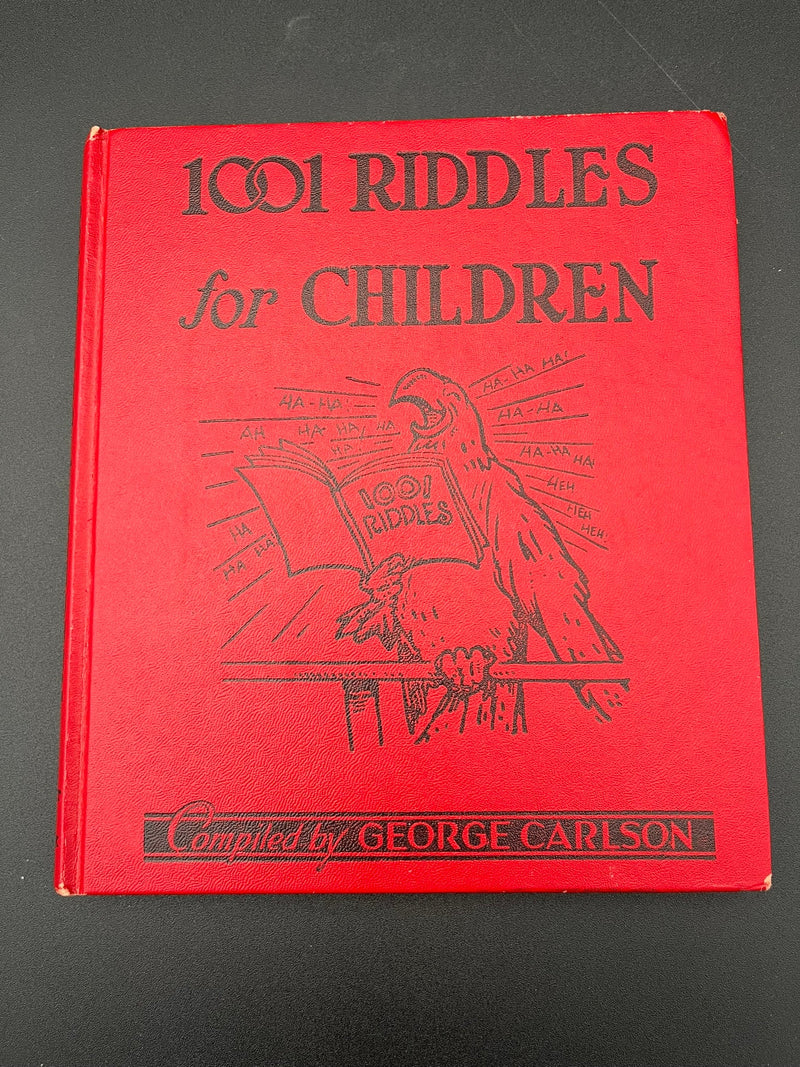 1001 RIDDLES
for CHILDREN
HA-HA HA!
HA-HA!
HA-HA
AH HA HA! HA
HA-HA HA!
HA!
HEH
1001
RIDDLES
HEH
HEH
HA
HA HA!
Compiled by GEORGE CARLSON